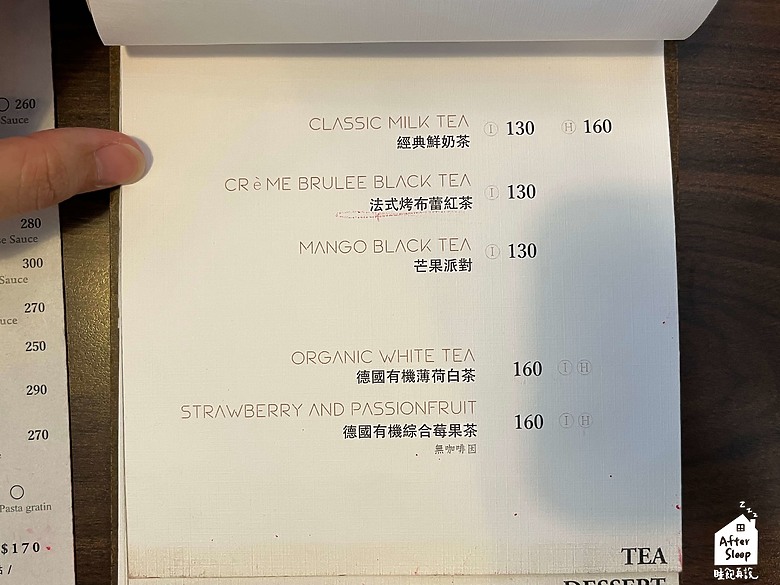 260
Sauce
280
se Sauce
300
Sauce
270
uce
250
290
270
Pasta gratin
$170
CLASSIC MILK TEA Ⓘ 130 Ⓗ 160
經典鮮奶茶
CRèME BRULEE BLACK TEA Ⓘ 130
法式烤布蕾紅茶
MANGO BLACK TEA Ⓘ 130
芒果派對
ORGANIC WHITE TEA 160 Ⓘ Ⓗ
德國有機薄荷白茶
STRAWBERRY AND PASSIONFRUIT 160 Ⓘ Ⓗ
德國有機綜合莓果茶
無咖啡因
TEA
DESSERT
z z z
After
Sleep
睡飽再說